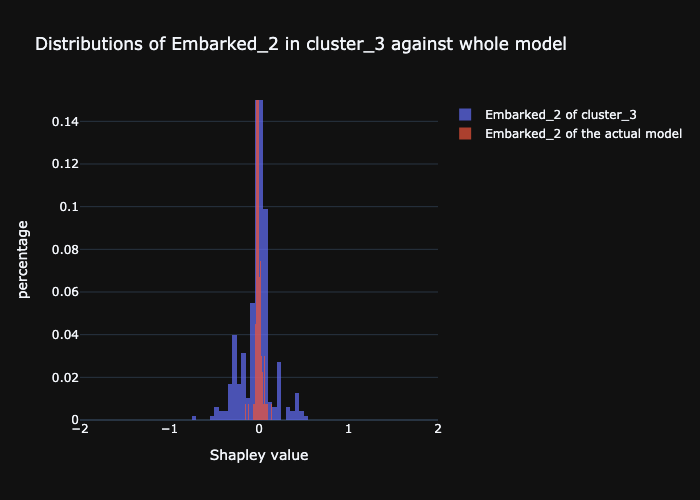 Distributions of Embarked_2 in cluster_3 against whole model
Embarked_2 of cluster_3
Embarked_2 of the actual model
percentage
0.14
0.12
0.1
0.08
0.06
0.04
0.02
0
−2
−1
0
1
2
Shapley value